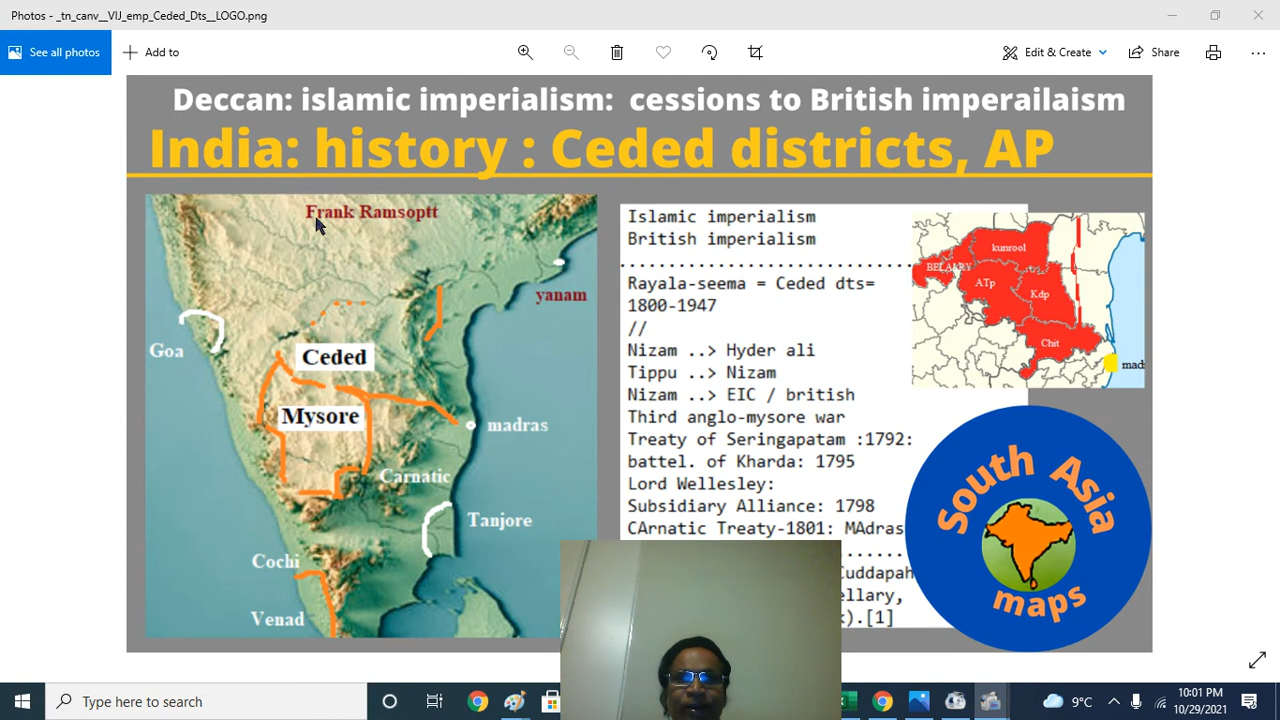 Photos - _tn_canv__VIJ_emp_Ceded_Dts__LOGO.png
See all photos
Add to
Edit & Create
Share
Deccan: islamic imperialism: cessions to British imperailaism
India: history : Ceded districts, AP
Frank Ramsoptt
yanam
Goa
Ceded
Mysore
madras
Carnatic
Tanjore
Cochi
Venad
Islamic imperialism
British imperialism
Rayala-seema = Ceded dts=
1800-1947
//
Nizam ..> Hyder ali
Tippu ..> Nizam
Nizam ..> EIC / british
Third anglo-mysore war
Treaty of Seringapatam :1792:
battel. of Kharda: 1795
Lord Wellesley:
Subsidiary Alliance: 1798
CArnatic Treaty-1801: MAdras
Cuddapah
ellary,
).[1]
kunrool
BELALRY
ATp
Kdp
Chit
mad
South Asia
maps
Type here to search
9°C
10:01 PM
10/29/2021